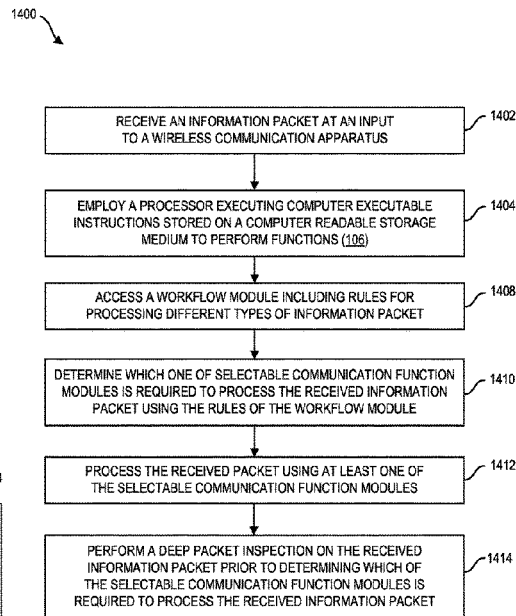 1400
RECEIVE AN INFORMATION PACKET AT AN INPUT
TO A WIRELESS COMMUNICATION APPARATUS
1402
EMPLOY A PROCESSOR EXECUTING COMPUTER EXECUTABLE
INSTRUCTIONS STORED ON A COMPUTER READABLE STORAGE
MEDIUM TO PERFORM FUNCTIONS (106)
1404
ACCESS A WORKFLOW MODULE INCLUDING RULES FOR
PROCESSING DIFFERENT TYPES OF INFORMATION PACKET
1408
DETERMINE WHICH ONE OF SELECTABLE COMMUNICATION FUNCTION
MODULES IS REQUIRED TO PROCESS THE RECEIVED INFORMATION
PACKET USING THE RULES OF THE WORKFLOW MODULE
1410
PROCESS THE RECEIVED PACKET USING AT LEAST ONE OF
THE SELECTABLE COMMUNICATION FUNCTION MODULES
1412
PERFORM A DEEP PACKET INSPECTION ON THE RECEIVED
INFORMATION PACKET PRIOR TO DETERMINING WHICH OF
THE SELECTABLE COMMUNICATION FUNCTION MODULES IS
REQUIRED TO PROCESS THE RECEIVED INFORMATION PACKET
1414